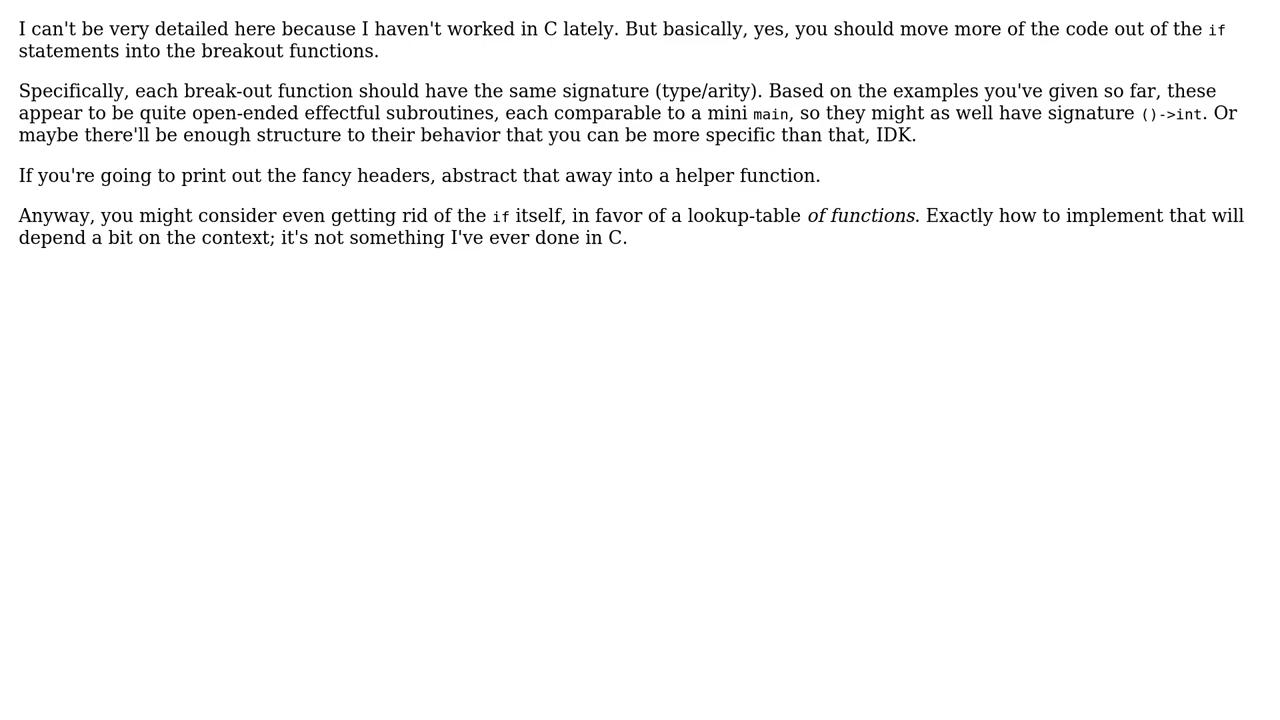 I can't be very detailed here because I haven't worked in C lately. But basically, yes, you should move more of the code out of the if
statements into the breakout functions.
Specifically, each break-out function should have the same signature (type/arity). Based on the examples you've given so far, these
appear to be quite open-ended effectful subroutines, each comparable to a mini main, so they might as well have signature ()->int. Or
maybe there'll be enough structure to their behavior that you can be more specific than that, IDK.
If you're going to print out the fancy headers, abstract that away into a helper function.
Anyway, you might consider even getting rid of the if itself, in favor of a lookup-table of functions. Exactly how to implement that will
depend a bit on the context; it's not something I've ever done in C.